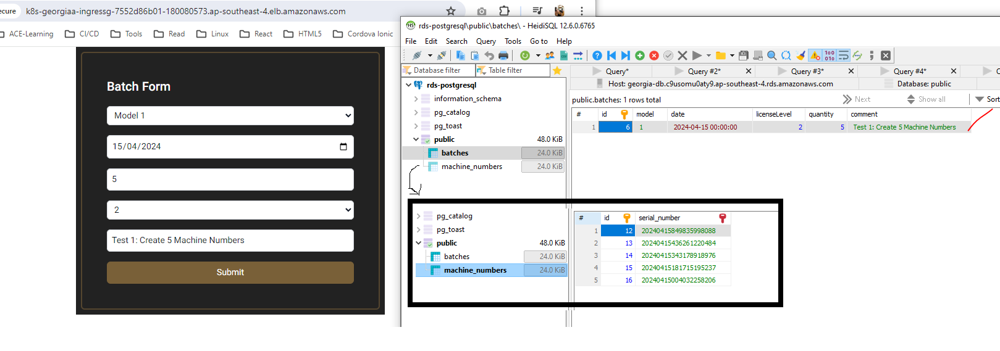 ecure
k8s-georgiaa-ingressg-7552d86b01-180080573.ap-southeast-4.elb.amazonaws.com
ACE-Learning CI/CD Tools Read Linux React HTML5 Cordova Ionic
Batch Form
Model 1
15/04/2024
5
2
Test 1: Create 5 Machine Numbers
Submit
HS rds-postgresql\public\batches\ - HeidiSQL 12.6.0.6765
File Edit Search Query Tools Go to Help
Database filter Table filter
Query* Query #2* Query #3* Query #4*
Host: georgia-db.c9usomu0aty9.ap-southeast-4.rds.amazonaws.com Database: public
rds-postgresql
information_schema
pg_catalog
pg_toast
public 48.0 KiB
batches 24.0 KiB
machine_numbers 24.0 KiB
public.batches: 1 rows total Next Show all Sort
# id model date licenseLevel quantity comment
1 6 1 2024-04-15 00:00:00 2 5 Test 1: Create 5 Machine Numbers
pg_catalog
pg_toast
public 48.0 KiB
batches 24.0 KiB
machine_numbers 24.0 KiB
# id serial_number
1 12 20240415849835998088
2 13 20240415436261220484
3 14 20240415343178918976
4 15 20240415181715195237
5 16 20240415004032258206